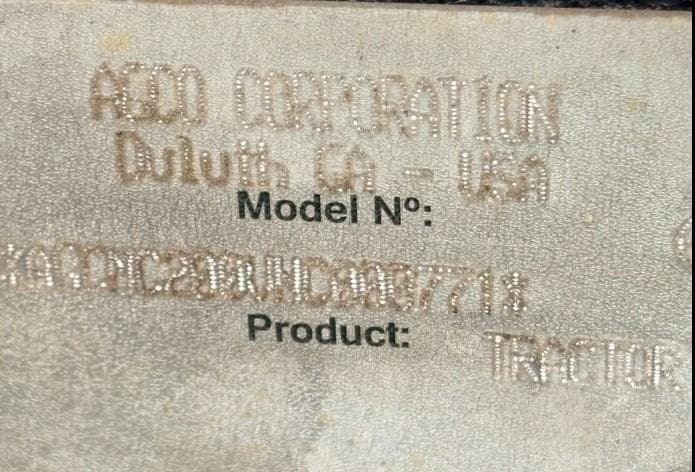 AGCO CORPORATION
Duluth GA - USA
Model Nº:
Product: TRACTOR